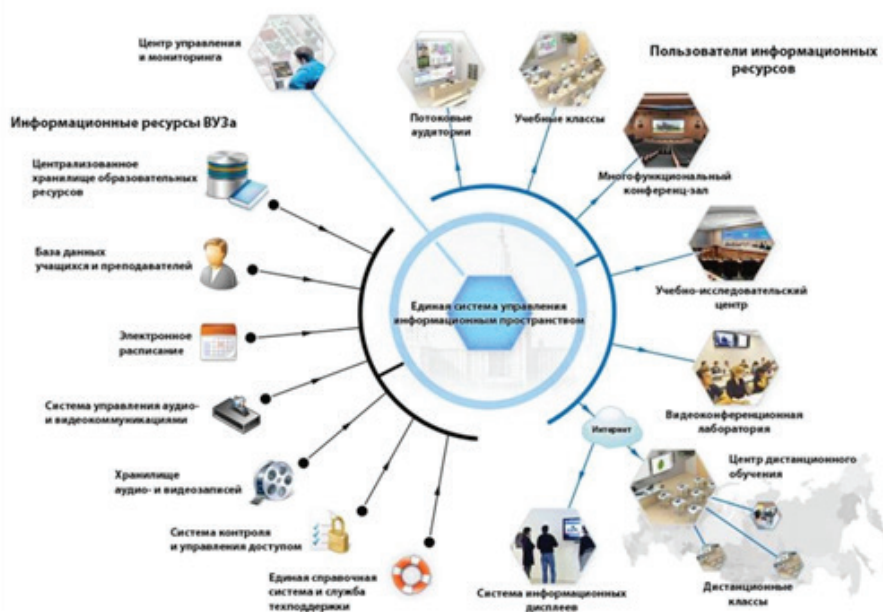 Центр управления
и мониторинга
Пользователи информационных
ресурсов
Потоковые
аудитории
Учебные классы
Информационные ресурсы ВУЗа
Многофункциональный
конференц-зал
Централизованное
хранилище образовательных
ресурсов
База данных
учащихся и преподавателей
Учебно-исследовательский
центр
Единая система управления
информационным пространством
Электронное
расписание
Система управления аудио-
и видеокоммуникациями
Видеоконференционная
лаборатория
Интернет
Центр дистанционного
обучения
Хранилище
аудио- и видеозаписей
Система контроля
и управления доступом
Единая справочная
система и служба
техподдержки
Система информационных
дисплеев
Дистанционные
классы